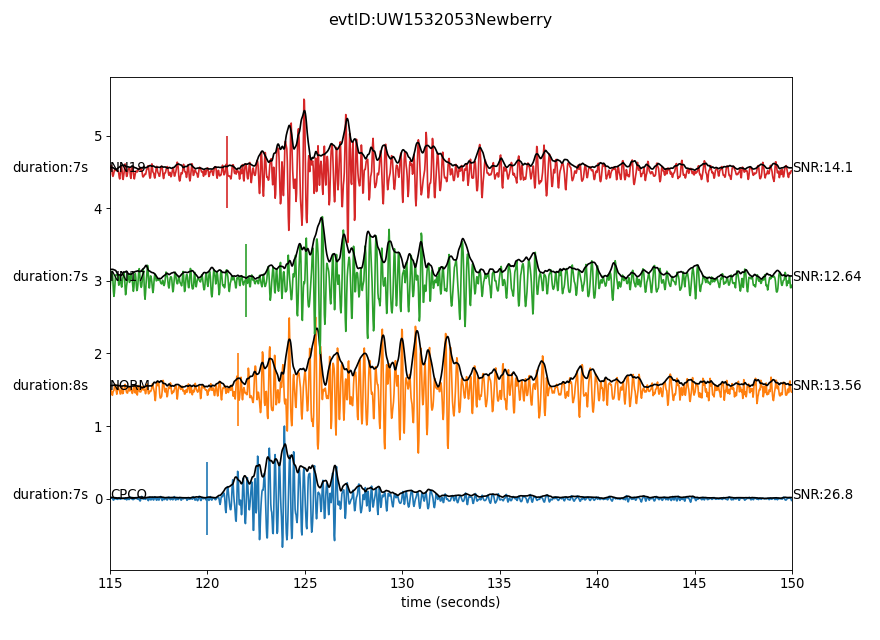 evtID:UW1532053Newberry
5
duration:7s NN19 SNR:14.1
4
duration:7s NN17 SNR:12.64
3
2
duration:8s NORM SNR:13.56
1
duration:7s CPCO SNR:26.8
0
115 120 125 130 135 140 145 150
time (seconds)